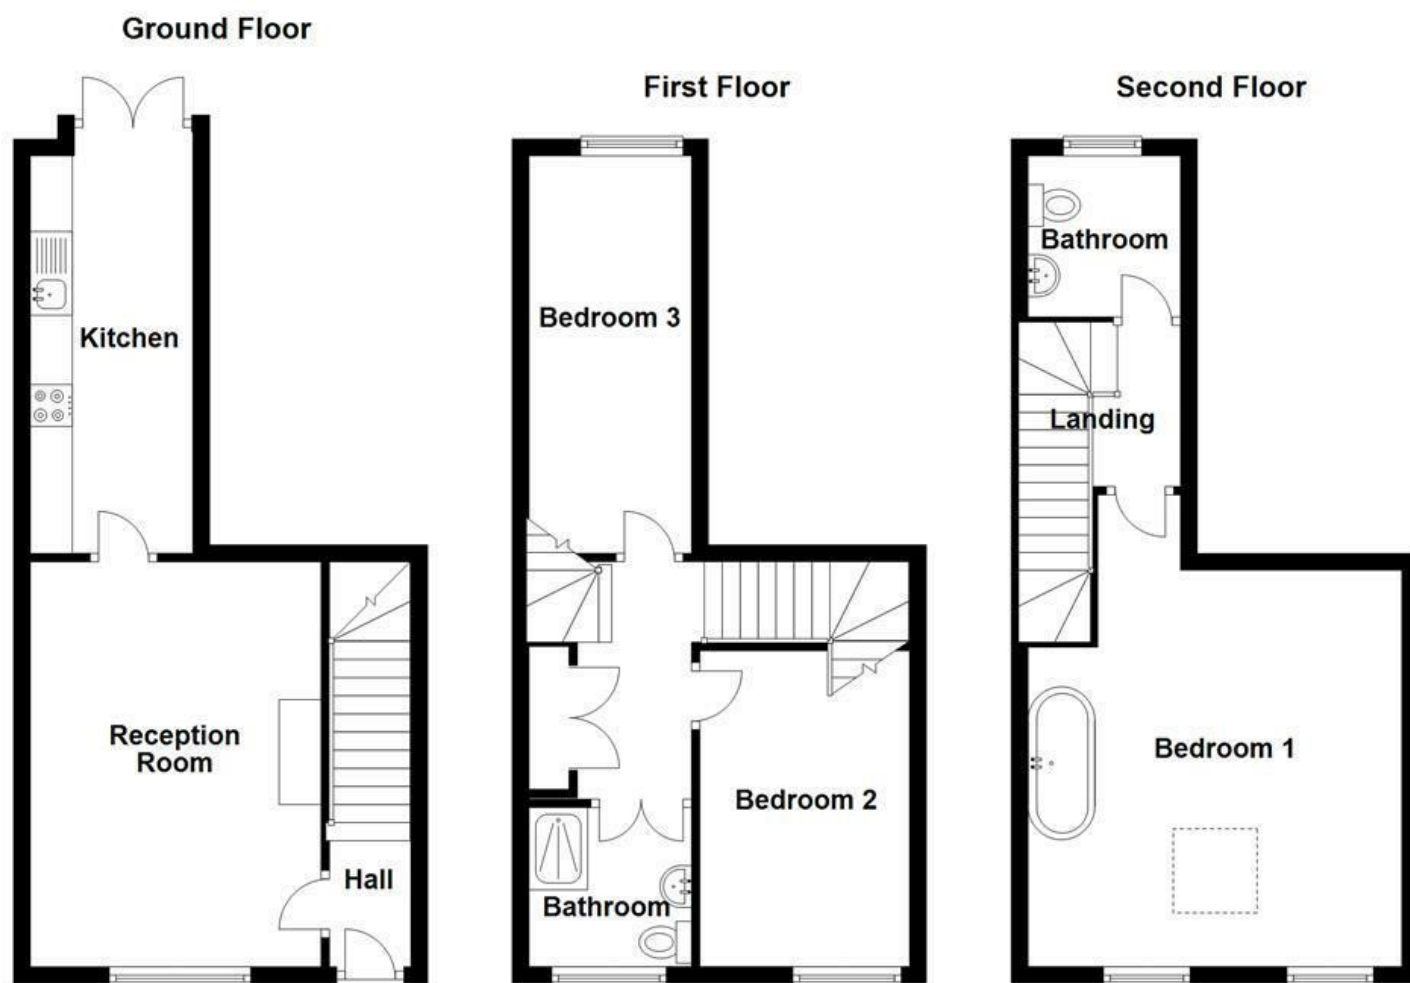 Ground Floor
Kitchen
Reception
Room
Hall
First Floor
Bedroom 3
Bedroom 2
Bathroom
Second Floor
Bathroom
Landing
Bedroom 1